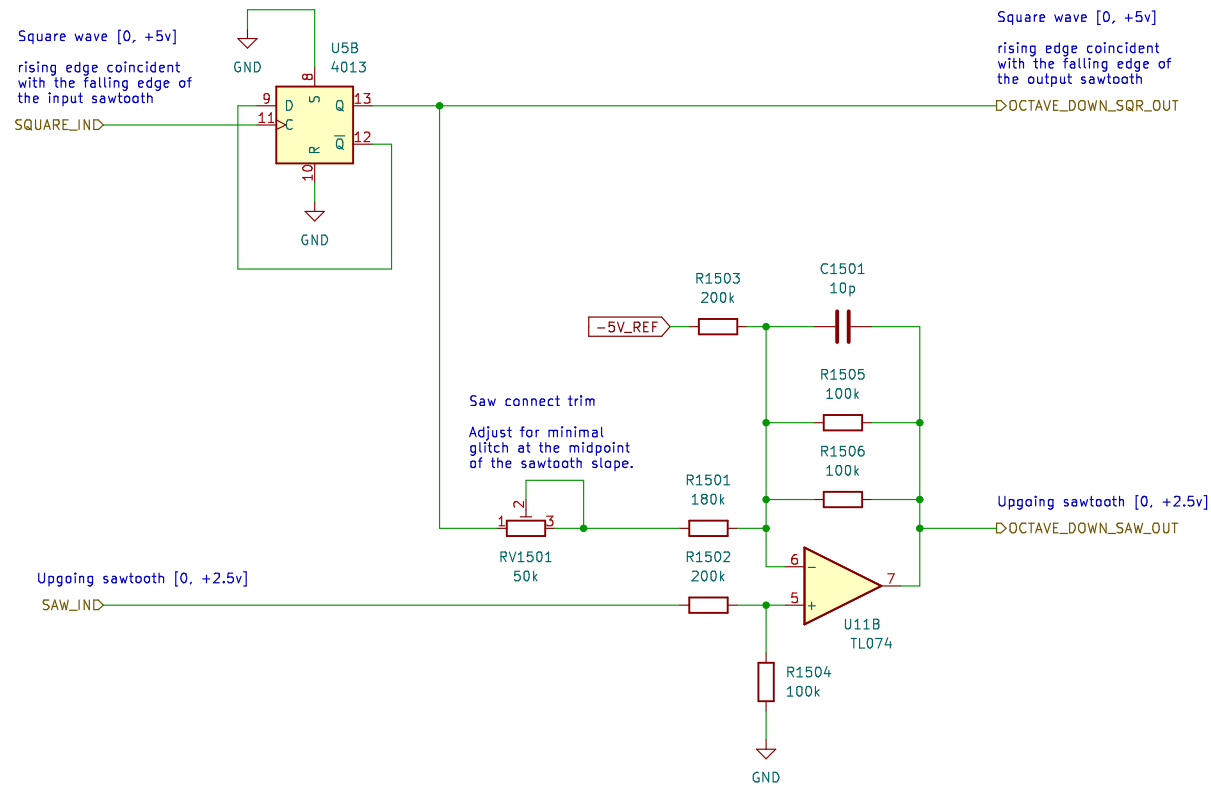 Square wave [0, +5v]
rising edge coincident
with the falling edge of
the input sawtooth
SQUARE_IN
GND
U5B
4013
8
S
9
D
Q
13
11
C
Q
12
R
10
GND
Square wave [0, +5v]
rising edge coincident
with the falling edge of
the output sawtooth
OCTAVE_DOWN_SQR_OUT
R1503
200k
-5V_REF
C1501
10p
R1505
100k
R1506
100k
Saw connect trim
Adjust for minimal
glitch at the midpoint
of the sawtooth slope.
2
1
3
RV1501
50k
R1501
180k
R1502
200k
Upgoing sawtooth [0, +2.5v]
OCTAVE_DOWN_SAW_OUT
6
-
7
5
+
U11B
TL074
Upgoing sawtooth [0, +2.5v]
SAW_IN
R1504
100k
GND